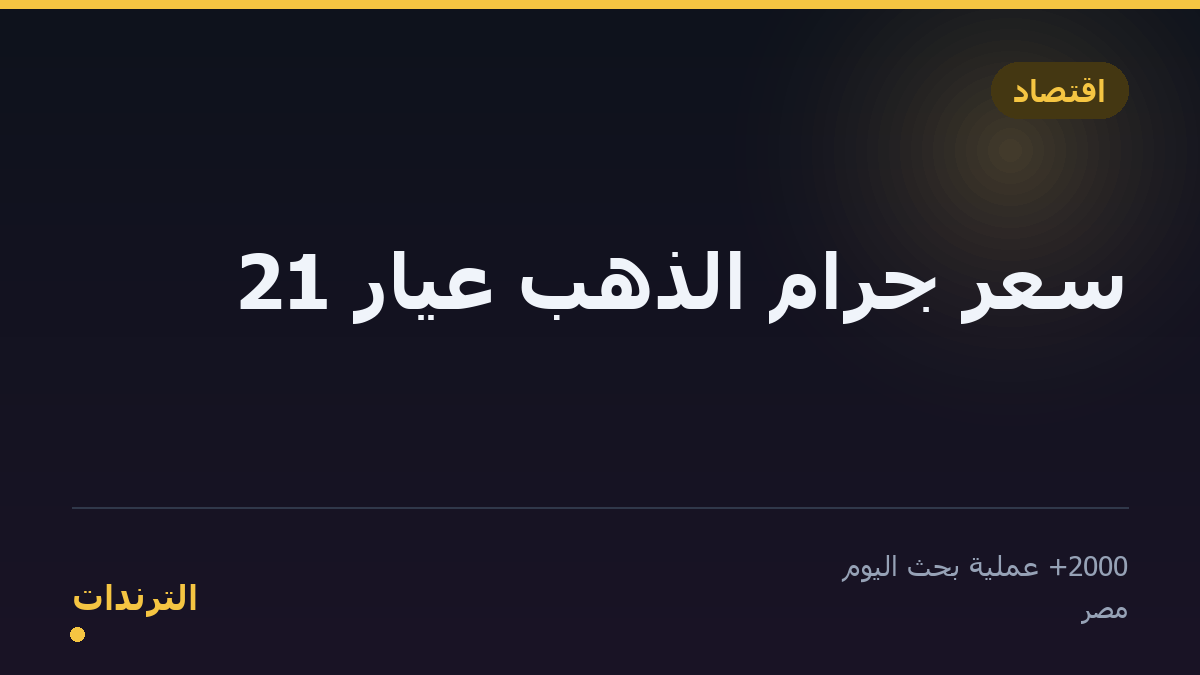 اقتصاد
سعر جرام الذهب عيار 21
2000+ عملية بحث اليوم
مصر
الترندات